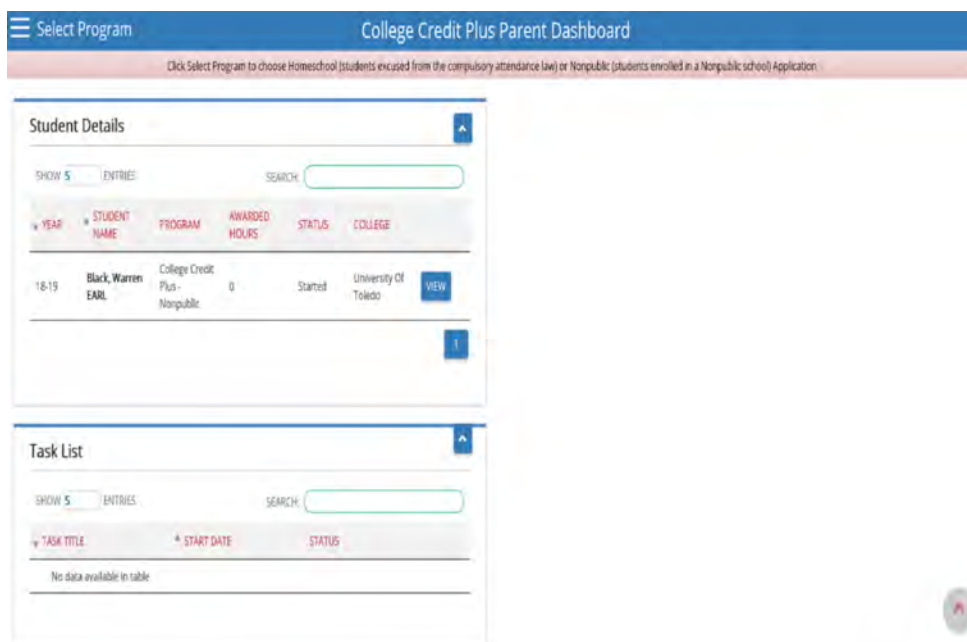 Select Program
College Credit Plus Parent Dashboard
Click Select Program to choose Homeschool (students excused from the compulsory attendance law) or Nonpublic (students enrolled in a Nonpublic school) Application
Student Details
SHOW 5 ENTRIES SEARCH:
YEAR STUDENT NAME PROGRAM AWARDED HOURS STATUS COLLEGE
18-19 Black, Warren EARL College Credit Plus - Nonpublic 0 Started University Of Toledo VIEW
1
Task List
SHOW 5 ENTRIES SEARCH:
TASK TITLE START DATE STATUS
No data available in table